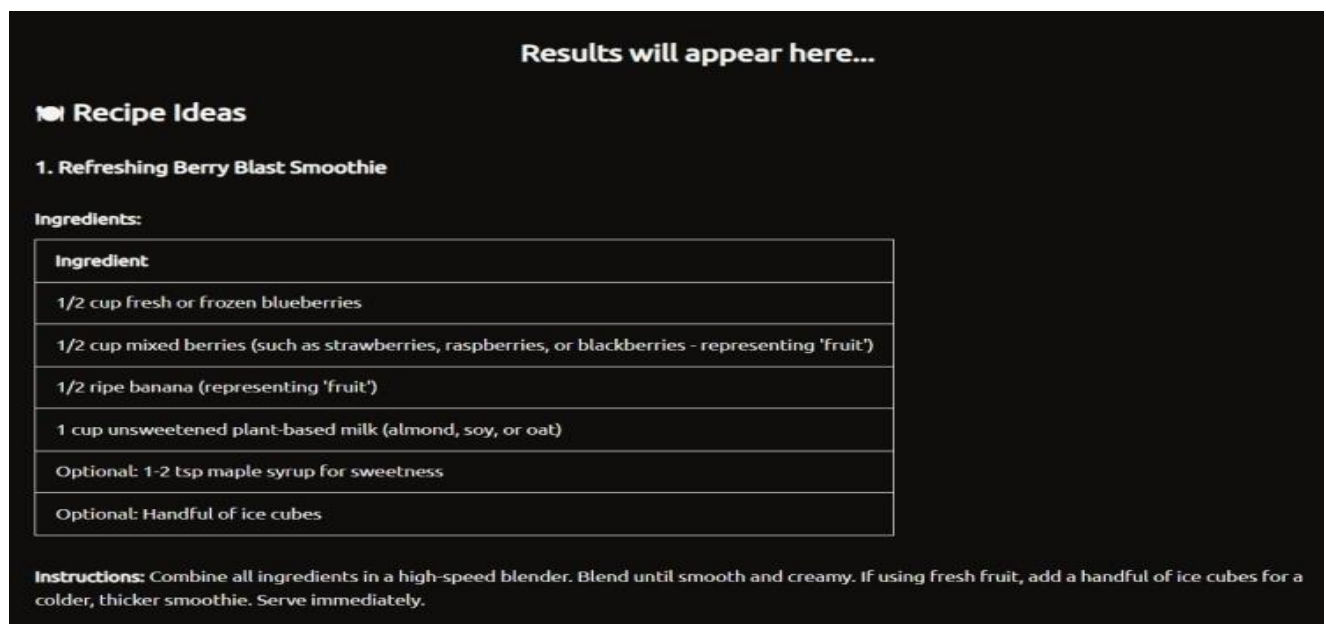 Results will appear here...
🍽 Recipe Ideas
1. Refreshing Berry Blast Smoothie
Ingredients:
Ingredient
1/2 cup fresh or frozen blueberries
1/2 cup mixed berries (such as strawberries, raspberries, or blackberries - representing 'fruit')
1/2 ripe banana (representing 'fruit')
1 cup unsweetened plant-based milk (almond, soy, or oat)
Optional: 1-2 tsp maple syrup for sweetness
Optional: Handful of ice cubes
Instructions: Combine all ingredients in a high-speed blender. Blend until smooth and creamy. If using fresh fruit, add a handful of ice cubes for a
colder, thicker smoothie. Serve immediately.